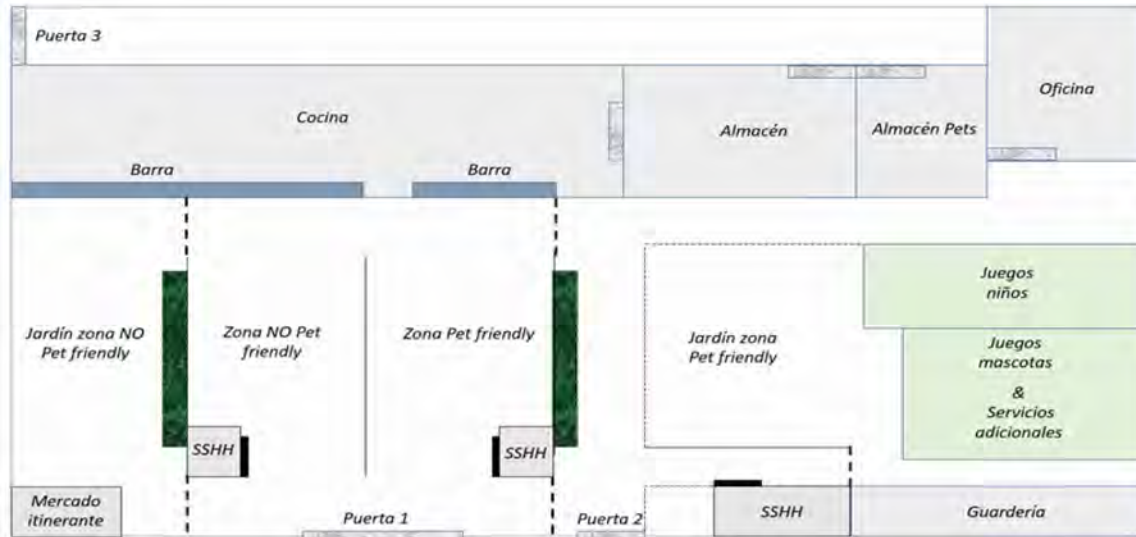 Puerta 3
Oficina
Cocina
Almacén
Almacén Pets
Barra
Barra
Juegos
niños
Jardín zona NO
Pet friendly
Zona NO Pet
friendly
Zona Pet friendly
Jardín zona
Pet friendly
Juegos
mascotas
&
Servicios
adicionales
SSHH
SSHH
Mercado
itinerante
Puerta 1
Puerta 2
SSHH
Guardería